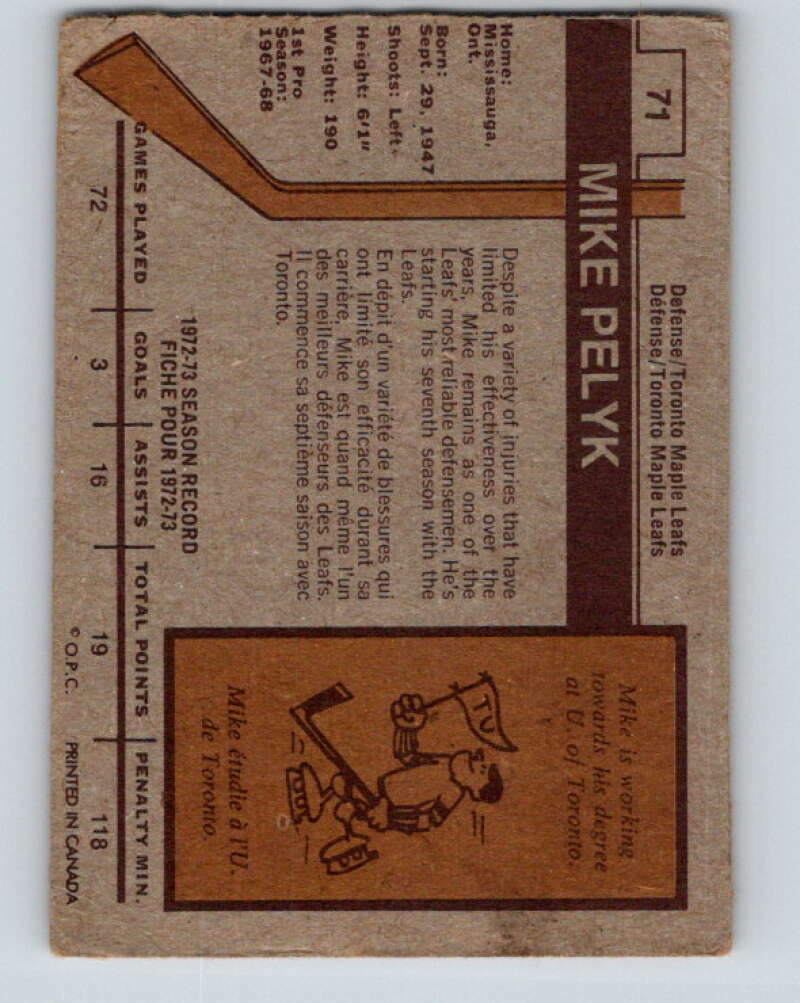 71
Defense/Toronto Maple Leafs
Défense/Toronto Maple Leafs
MIKE PELYK
Home:
Mississauga,
Ont.
Born:
Sept. 29, 1947
Shoots: Left
Height: 6'1"
Weight: 190
1st Pro
Season:
1967-68
Despite a variety of injuries that have
limited his effectiveness over the
years, Mike remains as one of the
Leafs' most reliable defensemen. He's
starting his seventh season with the
Leafs.
En dépit d'un variété de blessures qui
ont limité son efficacité durant sa
carrière, Mike est quand même l'un
des meilleurs défenseurs des Leafs.
Il commence sa septième saison avec
Toronto.
Mike is working
towards his degree
at U. of Toronto.
TU
Mike étudie à l'U.
de Toronto.
1972-73 SEASON RECORD
FICHE POUR 1972-73
GAMES PLAYED GOALS ASSISTS TOTAL POINTS PENALTY MIN.
72 3 16 19 118
© O.P.C. PRINTED IN CANADA